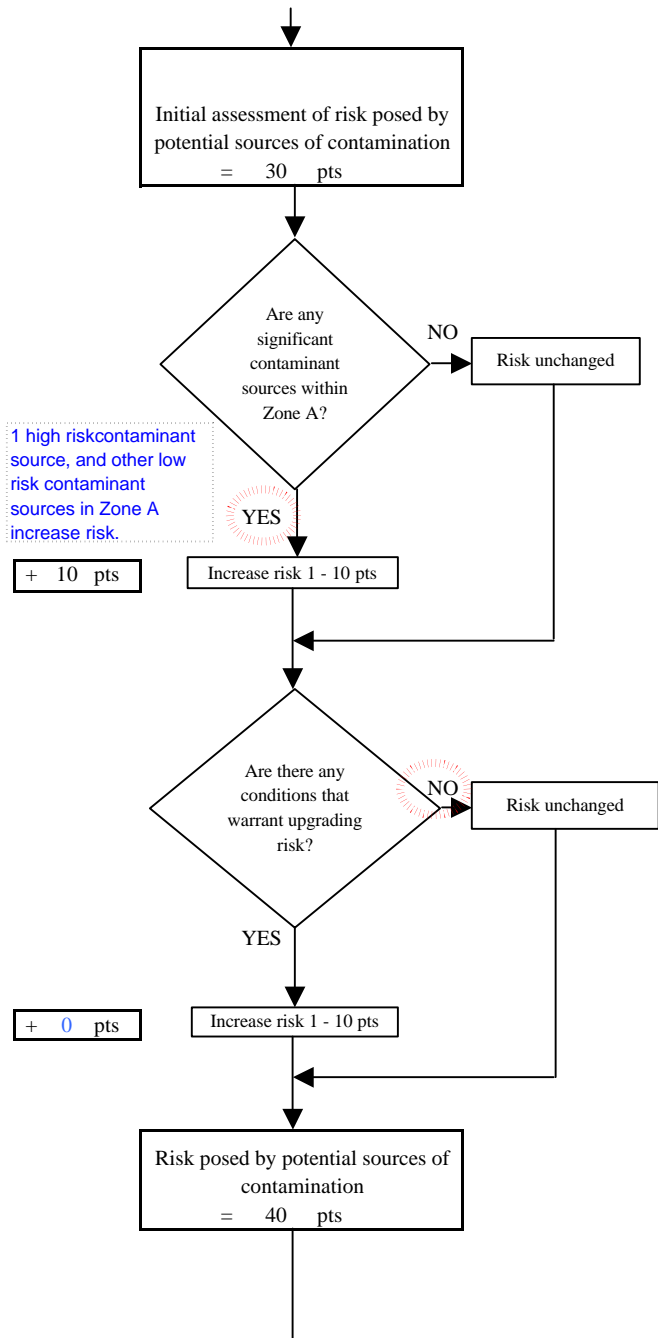 Initial assessment of risk posed by
potential sources of contamination
= 30 pts
Are any
significant
contaminant
sources within
Zone A?
NO
Risk unchanged
1 high riskcontaminant
source, and other low
risk contaminant
sources in Zone A
increase risk.
YES
+ 10 pts
Increase risk 1 - 10 pts
Are there any
conditions that
warrant upgrading
risk?
NO
Risk unchanged
YES
+ 0 pts
Increase risk 1 - 10 pts
Risk posed by potential sources of
contamination
= 40 pts